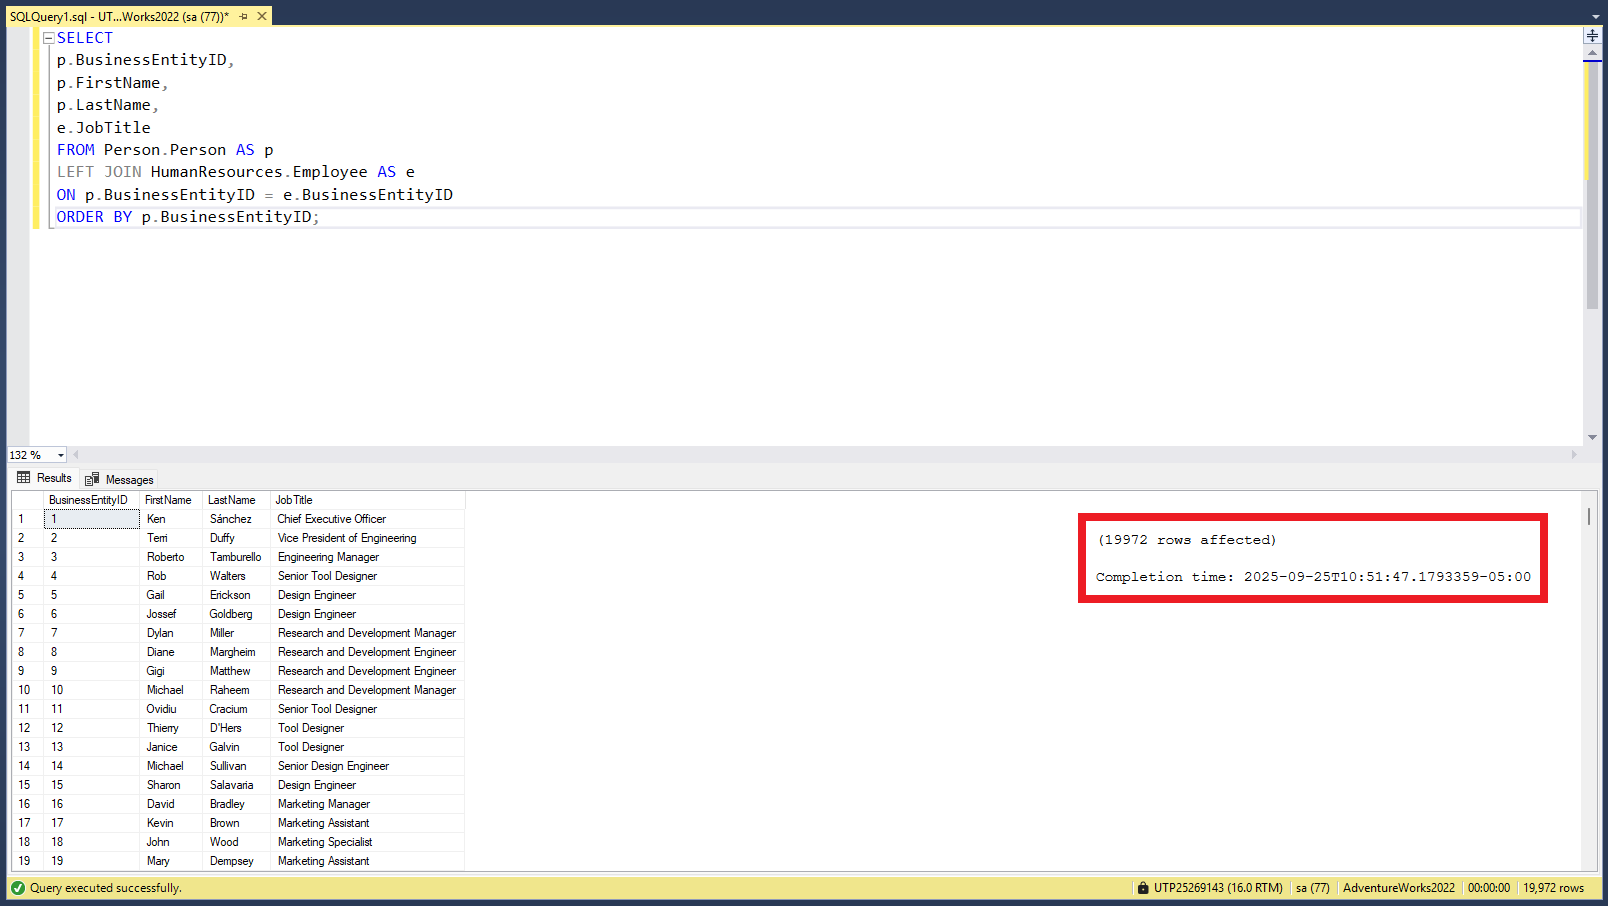 SQLQuery1.sql - UT...Works2022 (sa (77))*
SELECT
p.BusinessEntityID,
p.FirstName,
p.LastName,
e.JobTitle
FROM Person.Person AS p
LEFT JOIN HumanResources.Employee AS e
ON p.BusinessEntityID = e.BusinessEntityID
ORDER BY p.BusinessEntityID;
132 %
Results Messages
BusinessEntityID FirstName LastName JobTitle
1 1 Ken Sánchez Chief Executive Officer
2 2 Terri Duffy Vice President of Engineering
3 3 Roberto Tamburello Engineering Manager
4 4 Rob Walters Senior Tool Designer
5 5 Gail Erickson Design Engineer
6 6 Jossef Goldberg Design Engineer
7 7 Dylan Miller Research and Development Manager
8 8 Diane Margheim Research and Development Engineer
9 9 Gigi Matthew Research and Development Engineer
10 10 Michael Raheem Research and Development Manager
11 11 Ovidiu Cracium Senior Tool Designer
12 12 Thierry D'Hers Tool Designer
13 13 Janice Galvin Tool Designer
14 14 Michael Sullivan Senior Design Engineer
15 15 Sharon Salavaria Design Engineer
16 16 David Bradley Marketing Manager
17 17 Kevin Brown Marketing Assistant
18 18 John Wood Marketing Specialist
19 19 Mary Dempsey Marketing Assistant
(19972 rows affected)
Completion time: 2025-09-25T10:51:47.1793359-05:00
Query executed successfully. UTP25269143 (16.0 RTM) sa (77) AdventureWorks2022 00:00:00 19,972 rows